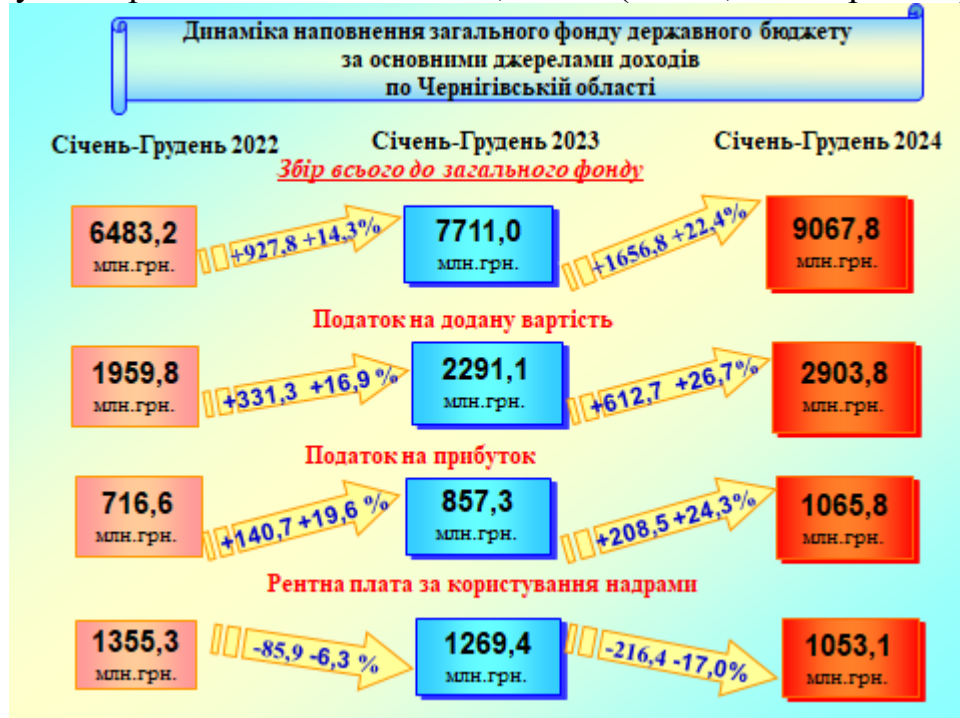 Динаміка наповнення загального фонду державного бюджету
за основними джерелами доходів
по Чернігівській області
Січень-Грудень 2022 Січень-Грудень 2023 Січень-Грудень 2024
Збір всього до загального фонду
6483,2 +927,8 +14,3% 7711,0 +1656,8 +22,4% 9067,8
млн.грн. млн.грн. млн.грн.
Податок на додану вартість
1959,8 +331,3 +16,9 % 2291,1 +612,7 +26,7% 2903,8
млн.грн. млн.грн. млн.грн.
Податок на прибуток
716,6 +140,7 +19,6 % 857,3 +208,5 +24,3% 1065,8
млн.грн. млн.грн. млн.грн.
Рентна плата за користування надрами
1355,3 -85,9 -6,3 % 1269,4 -216,4 -17,0% 1053,1
млн.грн. млн.грн. млн.грн.